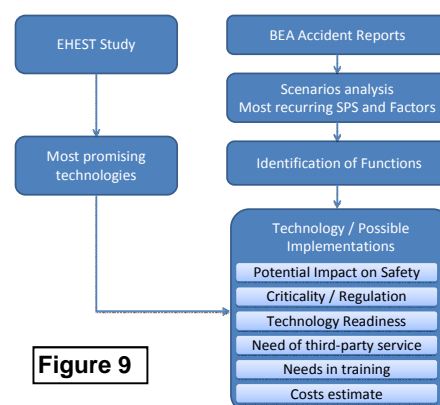 EHEST Study
BEA Accident Reports
Scenarios analysis
Most recurring SPS and Factors
Most promising
technologies
Identification of Functions
Technology / Possible
Implementations
Potential Impact on Safety
Criticality / Regulation
Technology Readiness
Need of third-party service
Needs in training
Costs estimate
Figure 9